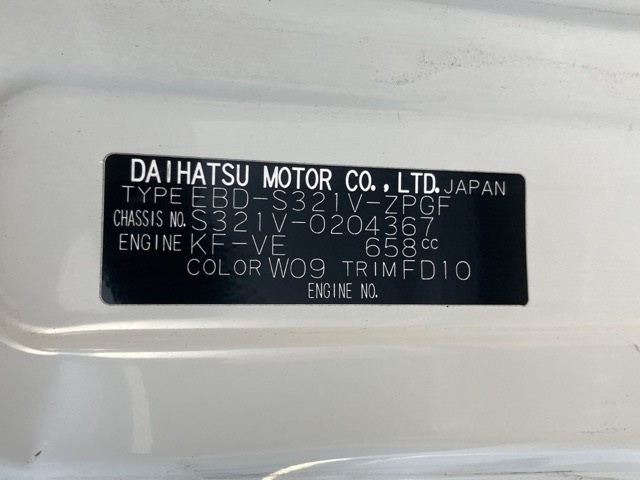 DAIHATSU MOTOR CO.,LTD. JAPAN
TYPE EBD-S321V-ZPGF
CHASSIS NO. S321V-0204367
ENGINE KF-VE 658cc
COLOR W09 TRIM FD10
ENGINE NO.